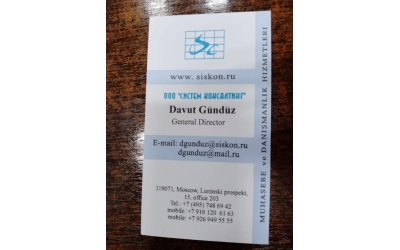 Sc
www. siskon.ru
ООО "СИСТЕМ КОНСАЛТИНГ"
Davut Gündüz
General Director
E-mail: dgunduz@siskon.ru
dgunduz@mail.ru
119071, Moscow, Leninski prospekt,
15, office 203
Tel.: +7 (495) 748 69 42
mobile: +7 916 120 61 63
mobile: +7 926 949 55 55
MUHASEBE ve DANIŞMANLIK HİZMETLERİ